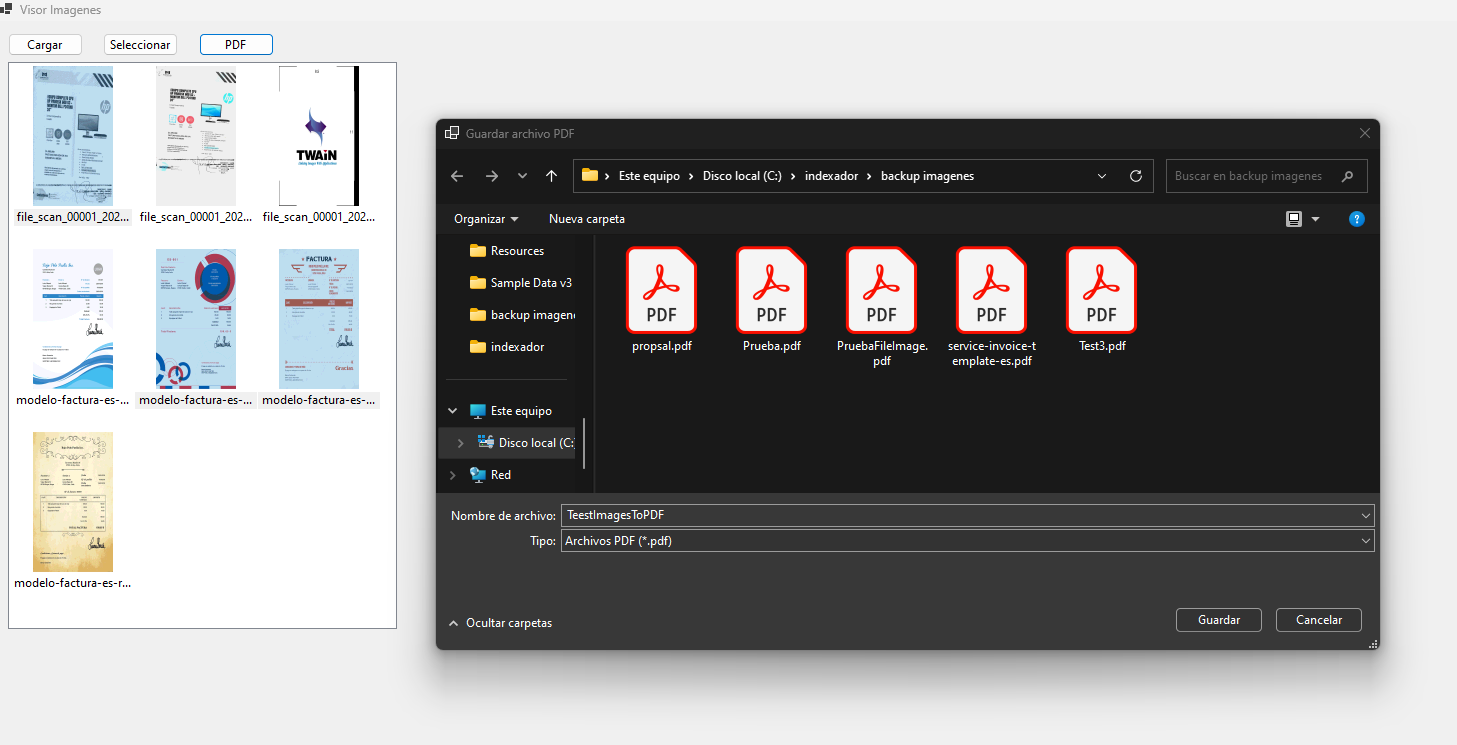 Visor Imagenes
Cargar
Seleccionar
PDF
TWAIN
file_scan_00001_202...
file_scan_00001_202...
file_scan_00001_202...
FACTURA
Gracias
modelo-factura-es-...
modelo-factura-es-...
modelo-factura-es-...
modelo-factura-es-r...
Guardar archivo PDF
Este equipo
Disco local (C:)
indexador
backup imagenes
Buscar en backup imagenes
Organizar
Nueva carpeta
Resources
Sample Data v3
backup imagen
indexador
Este equipo
Disco local (C:
Red
PDF
PDF
PDF
PDF
PDF
propsal.pdf
Prueba.pdf
PruebaFileImage.
pdf
service-invoice-t
emplate-es.pdf
Test3.pdf
Nombre de archivo:
TeestImagesToPDF
Tipo:
Archivos PDF (*.pdf)
Ocultar carpetas
Guardar
Cancelar